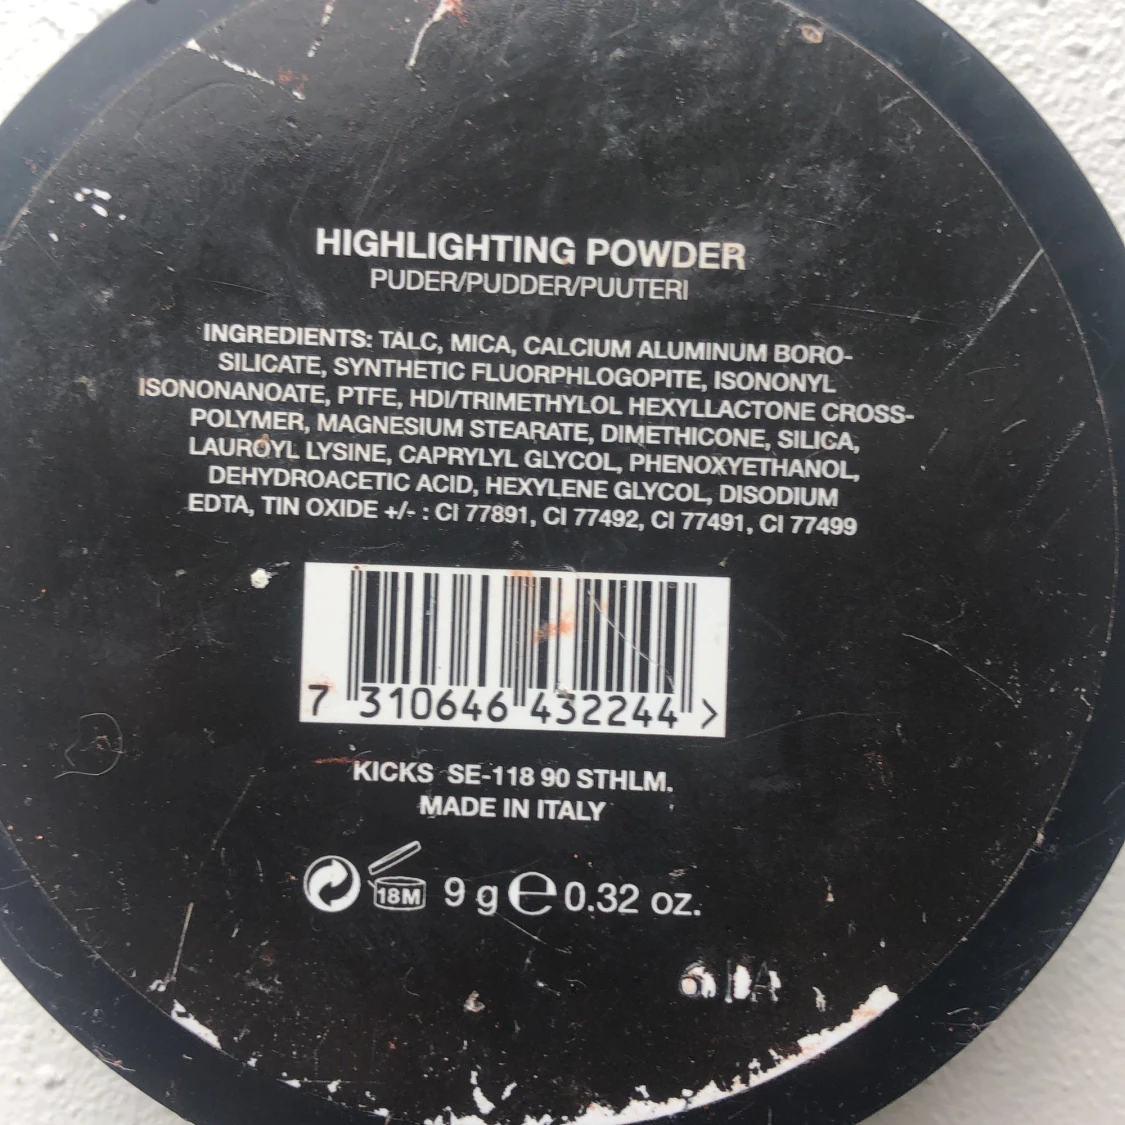 HIGHLIGHTING POWDER
PUDER/PUDDER/PUUTERI
INGREDIENTS: TALC, MICA, CALCIUM ALUMINUM BORO-
SILICATE, SYNTHETIC FLUORPHLOGOPITE, ISONONYL
ISONONANOATE, PTFE, HDI/TRIMETHYLOL HEXYLLACTONE CROSS-
POLYMER, MAGNESIUM STEARATE, DIMETHICONE, SILICA,
LAUROYL LYSINE, CAPRYLYL GLYCOL, PHENOXYETHANOL,
DEHYDROACETIC ACID, HEXYLENE GLYCOL, DISODIUM
EDTA, TIN OXIDE +/- : CI 77891, CI 77492, CI 77491, CI 77499
7 310646 432244 >
KICKS SE-118 90 STHLM.
MADE IN ITALY
18M 9 g e 0.32 oz.